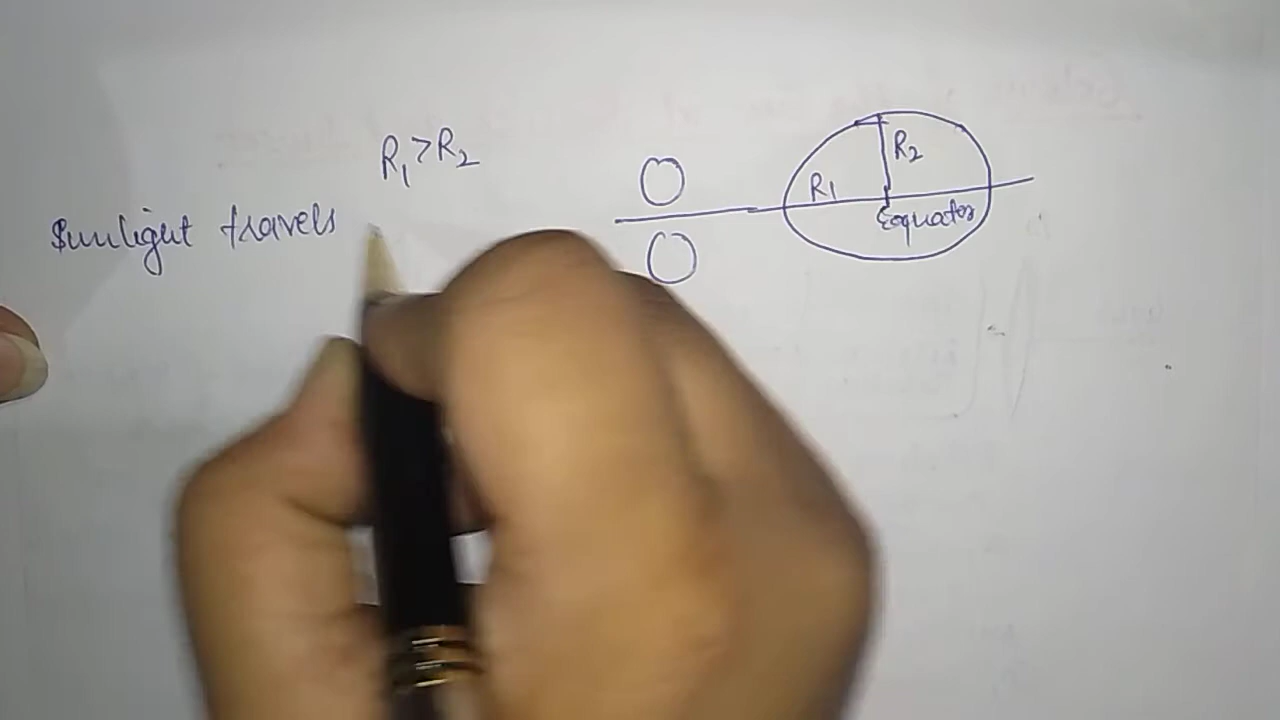 R₁>R₂
Sunlight travels
R₂
R₁
Equator